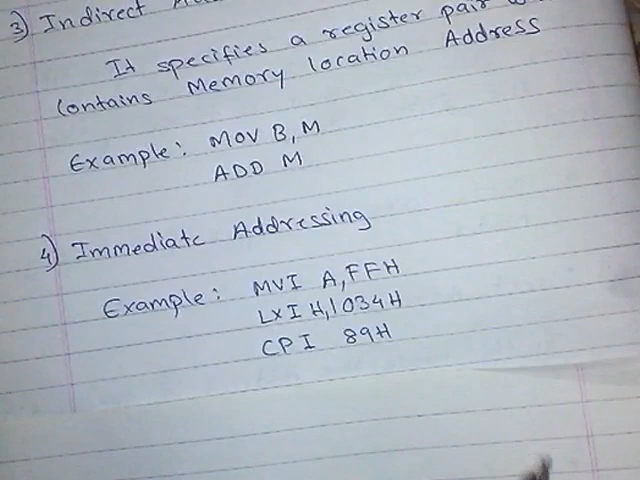 3) Indirect
It specifies a register pair
Contains Memory location Address
Example: MOV B, M
ADD M
4) Immediate Addressing
Example: MVI A, FFH
LXI H, 1034H
CPI 89H